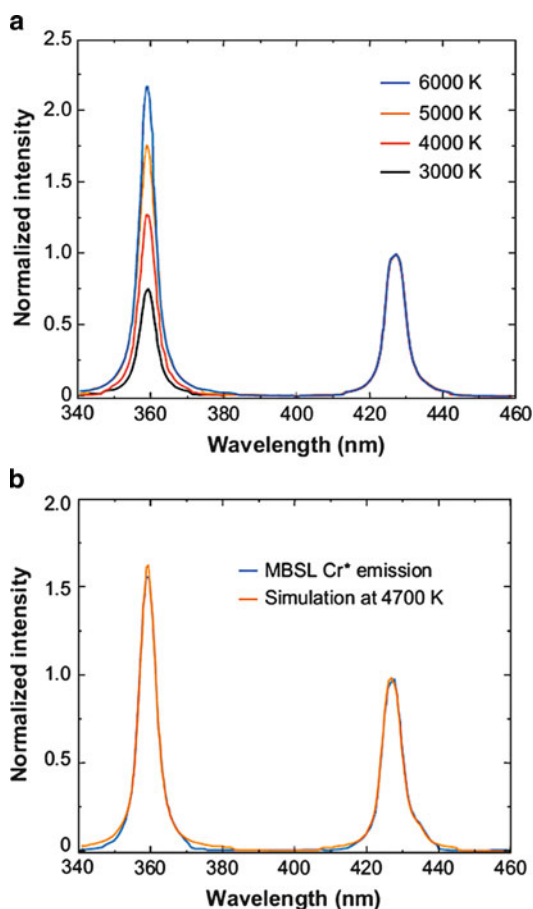 a
2.5
2.0
1.5
1.0
0.5
0
Normalized intensity
6000 K
5000 K
4000 K
3000 K
340 360 380 400 420 440 460
Wavelength (nm)
b
2.0
1.5
1.0
0.5
0
Normalized intensity
MBSL Cr* emission
Simulation at 4700 K
340 360 380 400 420 440 460
Wavelength (nm)